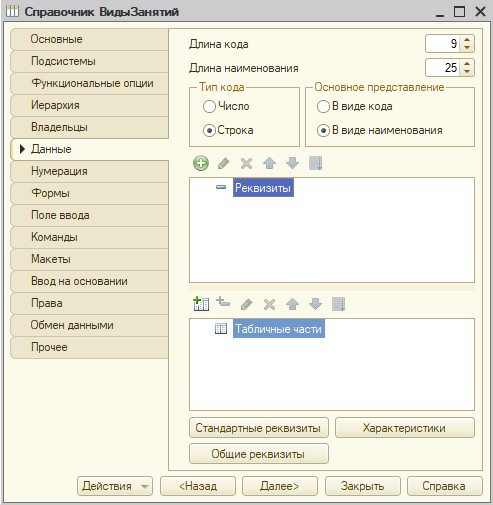 Справочник ВидыЗанятий
Основные
Подсистемы
Функциональные опции
Иерархия
Владельцы
Данные
Нумерация
Формы
Поле ввода
Команды
Макеты
Ввод на основании
Права
Обмен данными
Прочее
Длина кода 9
Длина наименования 25
Тип кода
Число
Строка
Основное представление
В виде кода
В виде наименования
Реквизиты
Табличные части
Стандартные реквизиты Характеристики
Общие реквизиты
Действия <Назад Далее> Закрыть Справка